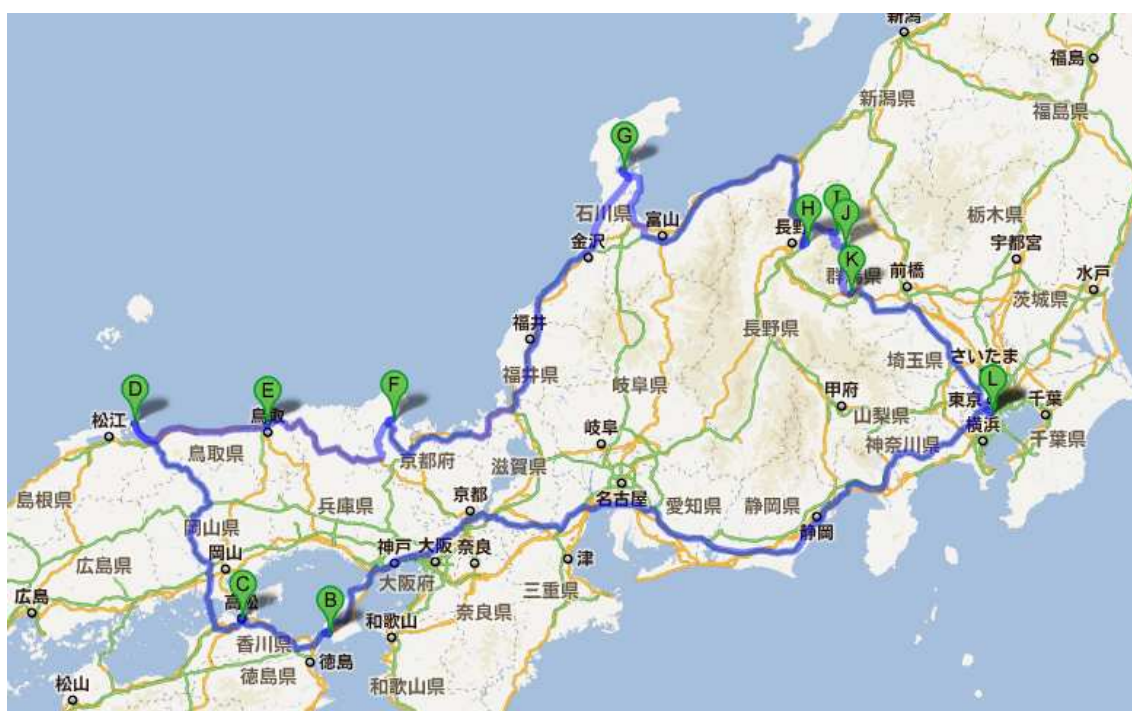 新潟
福島
新潟県
福島県
G
石川県
富山
金沢
H
I
J
長野
栃木県
宇都宮
K
群馬県
前橋
水戸
茨城県
福井
長野県
埼玉県
さいたま
福井県
岐阜県
甲府
L
東京
千葉
D
E
F
山梨県
松江
鳥取
岐阜
横浜
神奈川県
千葉県
鳥取県
京都府
滋賀県
島根県
兵庫県
京都
名古屋
愛知県
静岡県
静岡
岡山県
岡山
神戸
大阪
奈良
津
広島県
大阪府
C
B
三重県
広島
高松
奈良県
和歌山
香川県
徳島
徳島県
松山
和歌山県